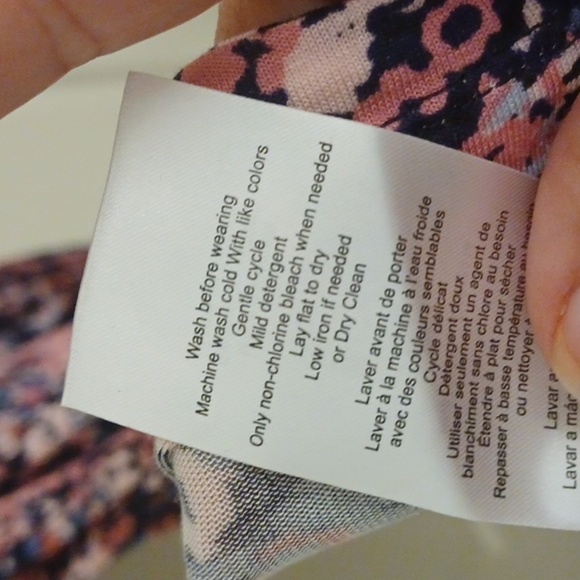 Wash before wearing
Machine wash cold With like colors
Gentle cycle
Mild detergent
Only non-chlorine bleach when needed
Lay flat to dry
Low iron if needed
or Dry Clean
Laver avant de porter
Laver à la machine à l'eau froide
avec des couleurs semblables
Cycle délicat
Détergent doux
Utiliser seulement un agent de
blanchiment sans chlore au besoin
Étendre à plat pour sècher
Repasser à basse température au besoin
ou nettoyer à
Lavar
Lavar a